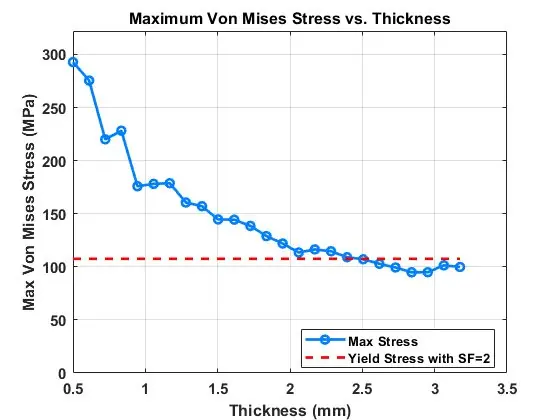 Maximum Von Mises Stress vs. Thickness
Max Von Mises Stress (MPa)
300
250
200
150
100
50
0
0.5 1 1.5 2 2.5 3 3.5
Thickness (mm)
Max Stress
Yield Stress with SF=2